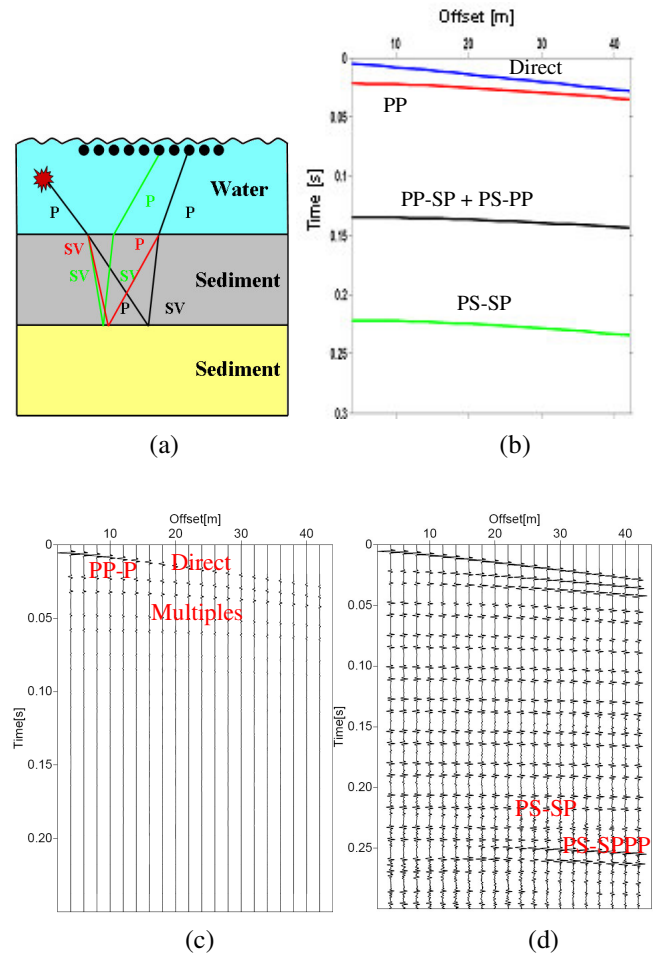 Water
P
P
P
SV
P
SV
SV
Sediment
P
SV
Sediment
(a)
Offset [m]
10 20 30 40
0
0.05
0.1
0.15
0.2
0.25
0.3
Time [s]
Direct
PP
PP-SP + PS-PP
PS-SP
(b)
Offset[m]
0 10 20 30 40
0
0.05
0.10
0.15
0.20
Time[s]
PP-P
Direct
Multiples
(c)
Offset[m]
0 10 20 30 40
0
0.05
0.10
0.15
0.20
0.25
Time[s]
PS-SP
PS-SPPP
(d)